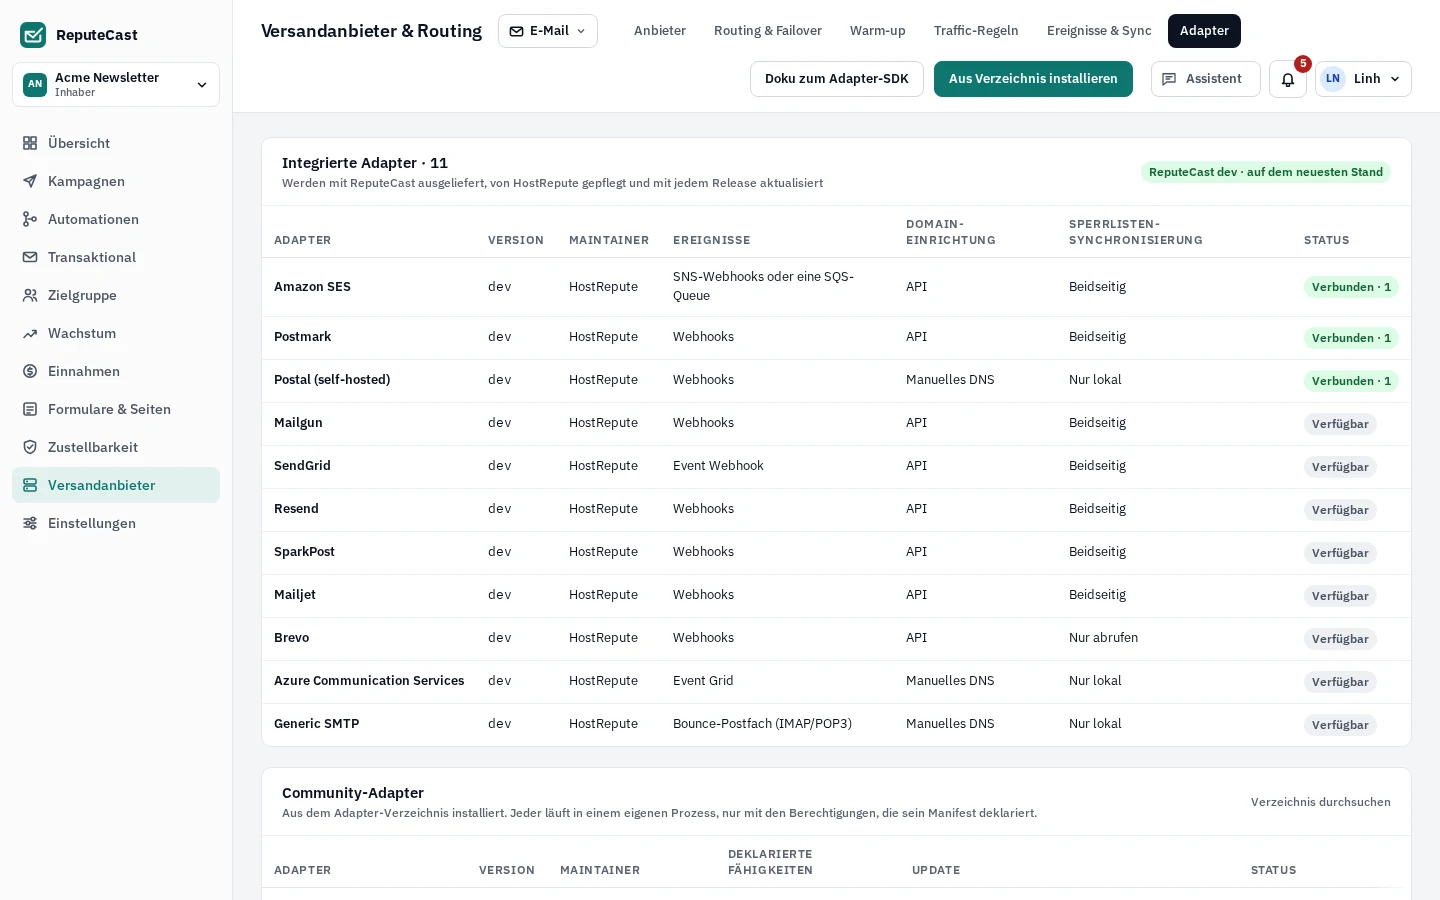 ReputeCast
AN
Acme Newsletter
Inhaber
Übersicht
Kampagnen
Automationen
Transaktional
Zielgruppe
Wachstum
Einnahmen
Formulare & Seiten
Zustellbarkeit
Versandanbieter
Einstellungen
Versandanbieter & Routing
E-Mail
Anbieter
Routing & Failover
Warm-up
Traffic-Regeln
Ereignisse & Sync
Adapter
Doku zum Adapter-SDK
Aus Verzeichnis installieren
Assistent
5
LN
Linh
Integrierte Adapter · 11
Werden mit ReputeCast ausgeliefert, von HostRepute gepflegt und mit jedem Release aktualisiert
ReputeCast dev · auf dem neuesten Stand
ADAPTER VERSION MAINTAINER EREIGNISSE DOMAIN-EINRICHTUNG SPERRLISTEN-SYNCHRONISIERUNG STATUS
Amazon SES dev HostRepute SNS-Webhooks oder eine SQS-Queue API Beidseitig Verbunden · 1
Postmark dev HostRepute Webhooks API Beidseitig Verbunden · 1
Postal (self-hosted) dev HostRepute Webhooks Manuelles DNS Nur lokal Verbunden · 1
Mailgun dev HostRepute Webhooks API Beidseitig Verfügbar
SendGrid dev HostRepute Event Webhook API Beidseitig Verfügbar
Resend dev HostRepute Webhooks API Beidseitig Verfügbar
SparkPost dev HostRepute Webhooks API Beidseitig Verfügbar
Mailjet dev HostRepute Webhooks API Beidseitig Verfügbar
Brevo dev HostRepute Webhooks API Nur abrufen Verfügbar
Azure Communication Services dev HostRepute Event Grid Manuelles DNS Nur lokal Verfügbar
Generic SMTP dev HostRepute Bounce-Postfach (IMAP/POP3) Manuelles DNS Nur lokal Verfügbar
Community-Adapter
Aus dem Adapter-Verzeichnis installiert. Jeder läuft in einem eigenen Prozess, nur mit den Berechtigungen, die sein Manifest deklariert.
Verzeichnis durchsuchen
ADAPTER VERSION MAINTAINER DEKLARIERTE FÄHIGKEITEN UPDATE STATUS